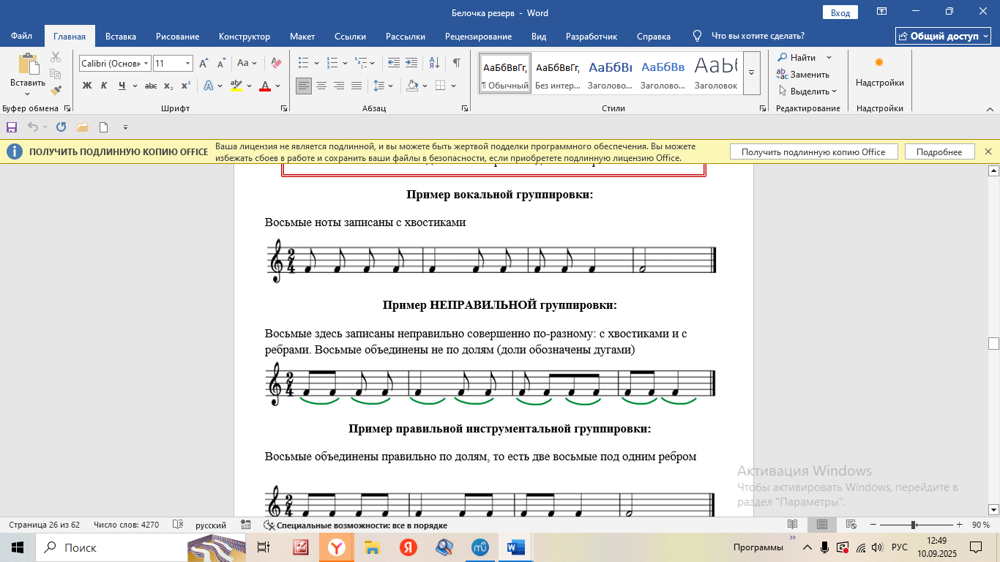 Белочка резерв - Word
Вход
Файл Главная Вставка Рисование Конструктор Макет Ссылки Рассылки Рецензирование Вид Разработчик Справка Что вы хотите сделать? Общий доступ
Вставить
Буфер обмена
Calibri (Основн 11
Ж К Ч abc x₂ x²
Шрифт
Абзац
АаБбВвГг, АаБбВвГг, АаБбВі АаБбВв АаБб
¶ Обычный Без интер... Заголово... Заголово... Заголовок
Стили
Найти
Заменить
Выделить
Редактирование
Настройки
Настройки
ПОЛУЧИТЬ ПОДЛИННУЮ КОПИЮ OFFICE
Ваша лицензия не является подлинной, и вы можете быть жертвой подделки программного обеспечения. Вы можете
избежать сбоев в работе и сохранить ваши файлы в безопасности, если приобретете подлинную лицензию Office.
Получить подлинную копию Office
Подробнее
Пример вокальной группировки:
Восьмые ноты записаны с хвостиками
2
4
Пример НЕПРАВИЛЬНОЙ группировки:
Восьмые здесь записаны неправильно совершенно по-разному: с хвостиками и с
ребрами. Восьмые объединены не по долям (доли обозначены дугами)
2
4
Пример правильной инструментальной группировки:
Восьмые объединены правильно по долям, то есть две восьмые под одним ребром
2
4
Активация Windows
Чтобы активировать Windows, перейдите в
раздел "Параметры".
Страница 26 из 62 Число слов: 4270 русский Специальные возможности: все в порядке 90 %
Поиск
Программы
РУС
12:49
10.09.2025